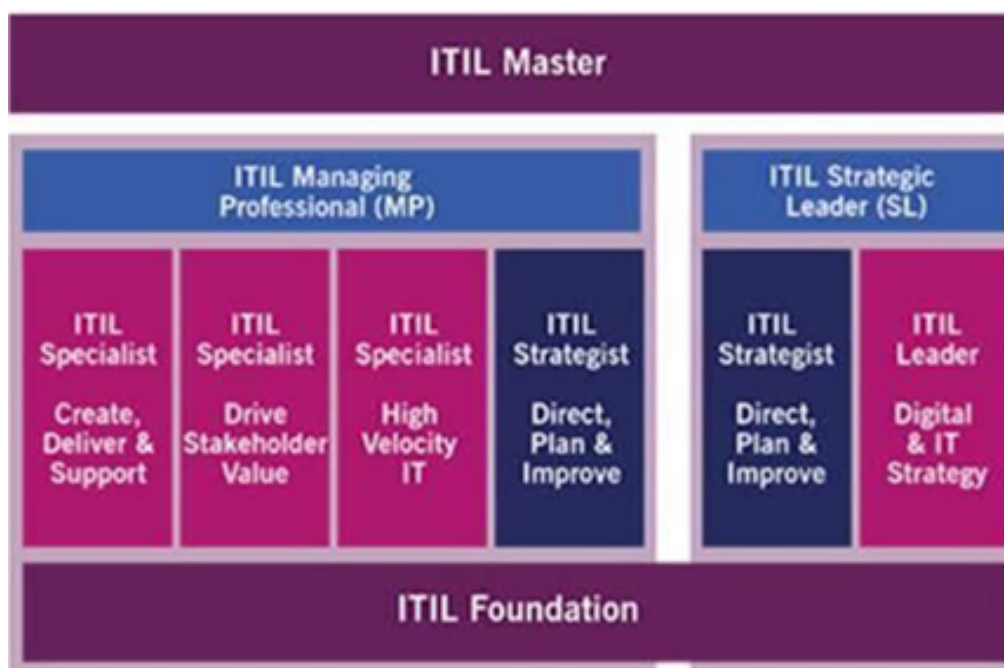 ITIL Master
ITIL Managing
Professional (MP)
ITIL Specialist
Create,
Deliver &
Support
ITIL
Specialist
Drive
Stakeholder
Value
ITIL
Specialist
High
Velocity
IT
ITIL
Strategist
Direct,
Plan &
Improve
ITIL Strategic
Leader (SL)
ITIL
Strategist
Direct,
Plan &
Improve
ITIL
Leader
Digital
& IT
Strategy
ITIL Foundation